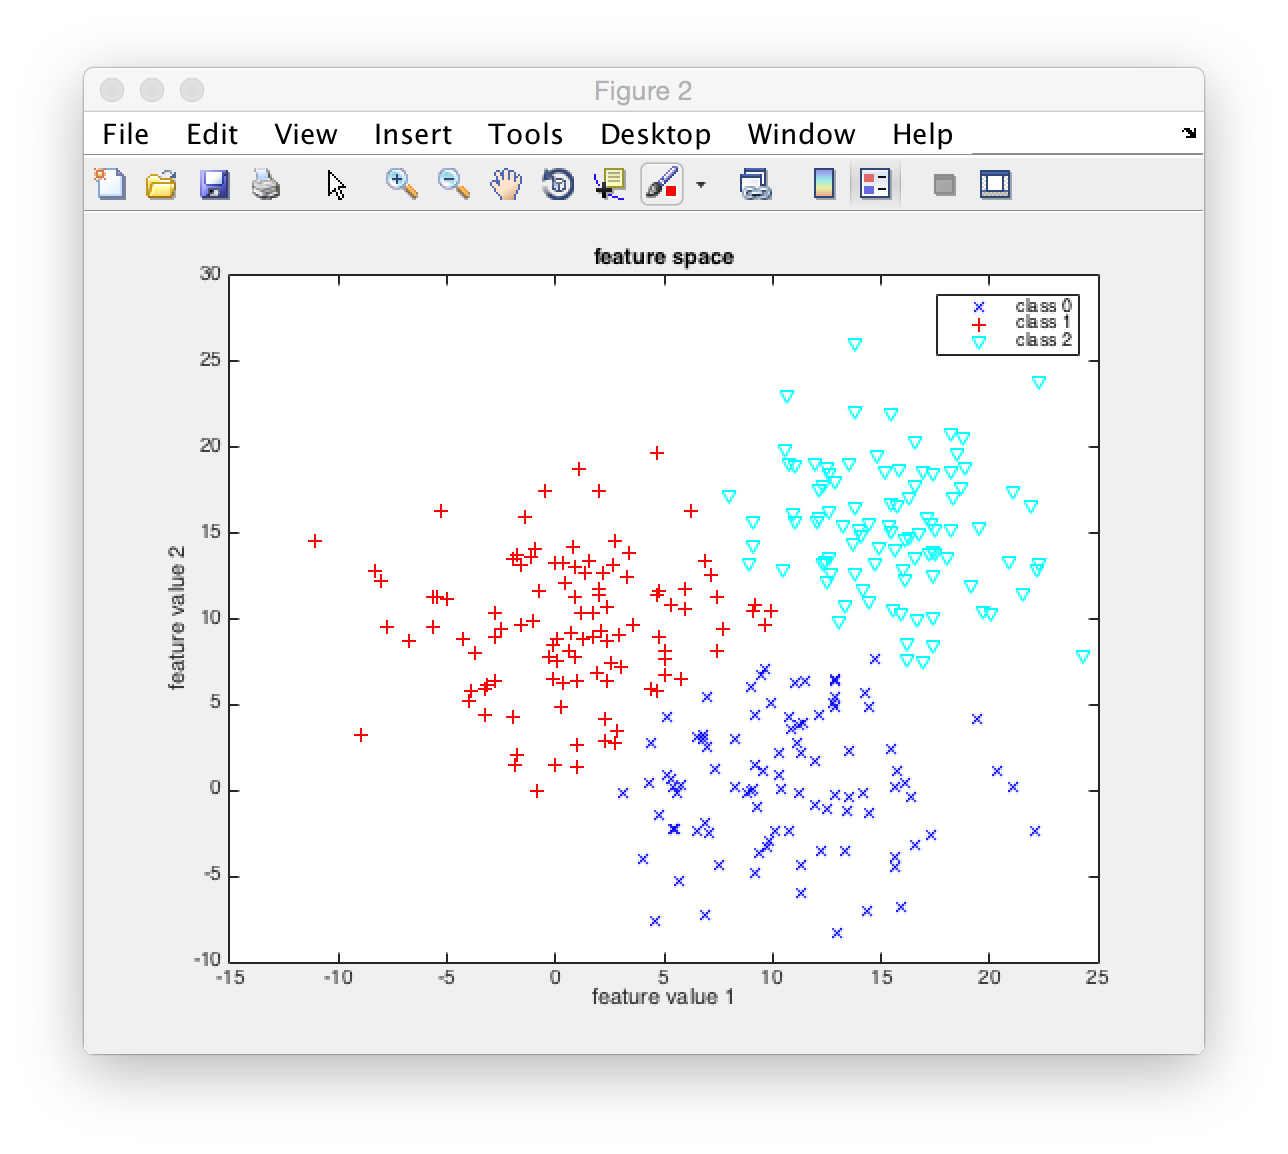 Figure 2
File Edit View Insert Tools Desktop Window Help
feature space
class 0
class 1
class 2
30
25
20
15
10
5
0
-5
-10
feature value 2
-15 -10 -5 0 5 10 15 20 25
feature value 1